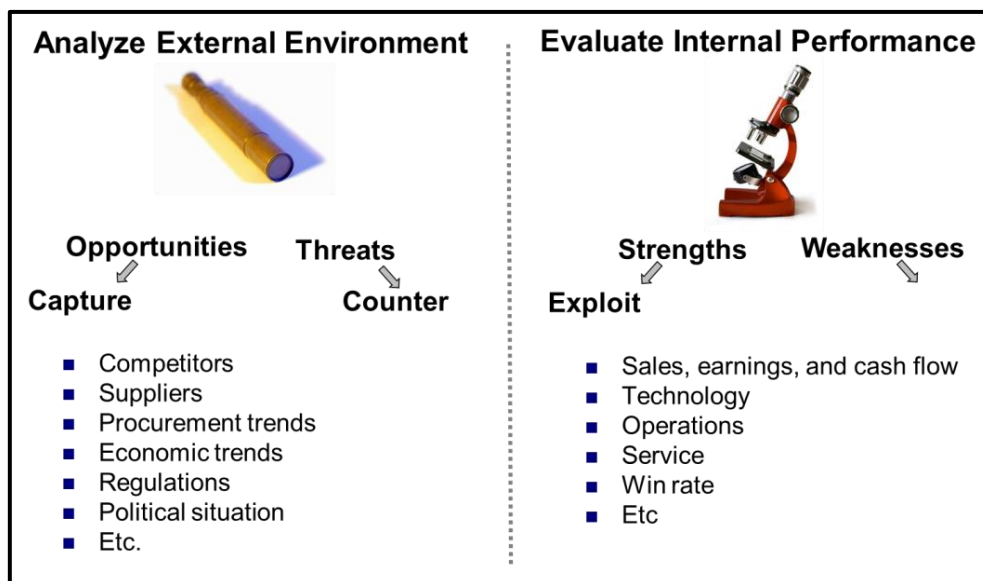 Analyze External Environment
Opportunities
Threats
Capture
Counter
Competitors
Suppliers
Procurement trends
Economic trends
Regulations
Political situation
Etc.
Evaluate Internal Performance
Strengths
Weaknesses
Exploit
Sales, earnings, and cash flow
Technology
Operations
Service
Win rate
Etc